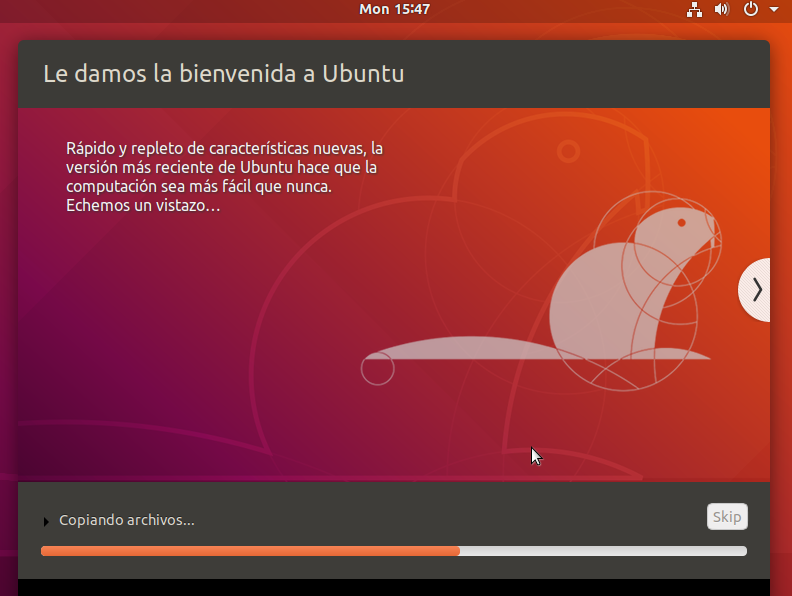 Mon 15:47
Le damos la bienvenida a Ubuntu
Rápido y repleto de características nuevas, la
versión más reciente de Ubuntu hace que la
computación sea más fácil que nunca.
Echemos un vistazo…
Copiando archivos...
Skip